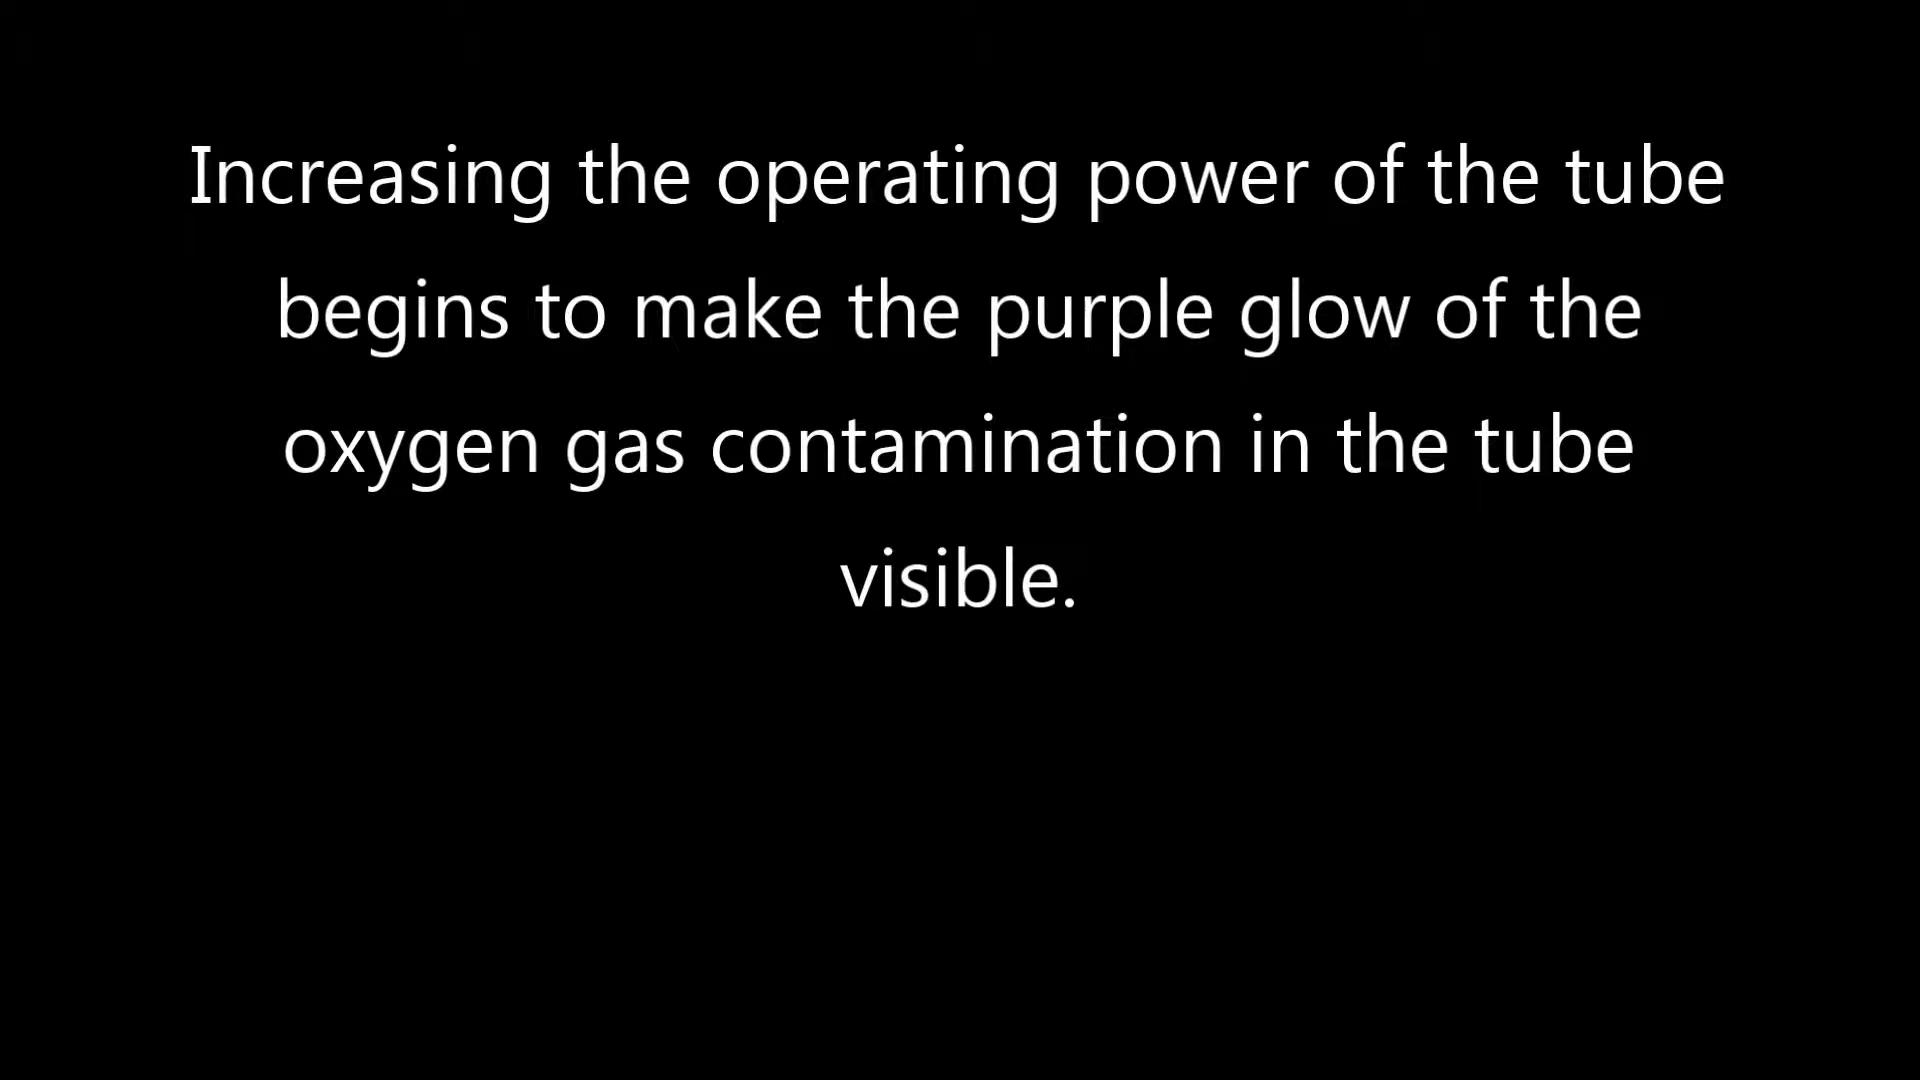 Increasing the operating power of the tube
begins to make the purple glow of the
oxygen gas contamination in the tube
visible.